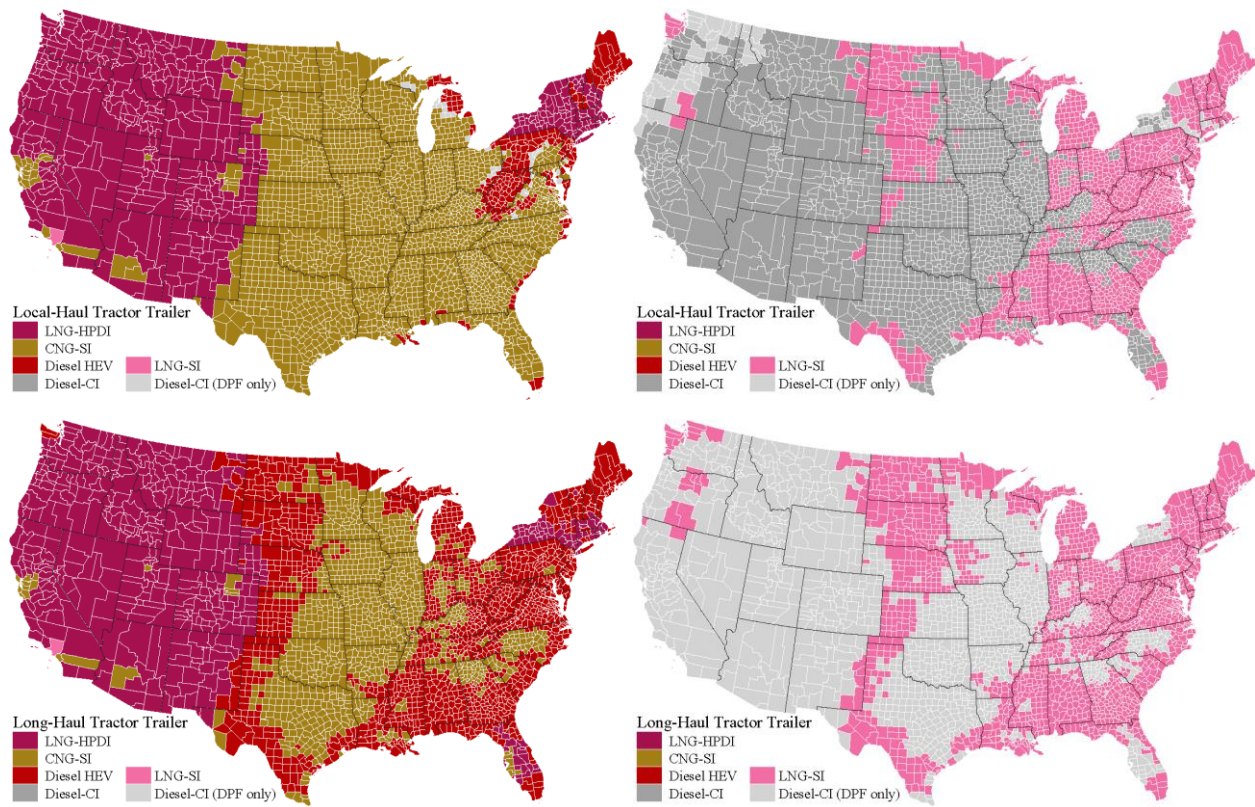 Local-Haul Tractor Trailer
LNG-HPDI
CNG-SI
Diesel HEV LNG-SI
Diesel-CI Diesel-CI (DPF only)
Local-Haul Tractor Trailer
LNG-HPDI
CNG-SI
Diesel HEV LNG-SI
Diesel-CI Diesel-CI (DPF only)
Long-Haul Tractor Trailer
LNG-HPDI
CNG-SI
Diesel HEV LNG-SI
Diesel-CI Diesel-CI (DPF only)
Long-Haul Tractor Trailer
LNG-HPDI
CNG-SI
Diesel HEV LNG-SI
Diesel-CI Diesel-CI (DPF only)